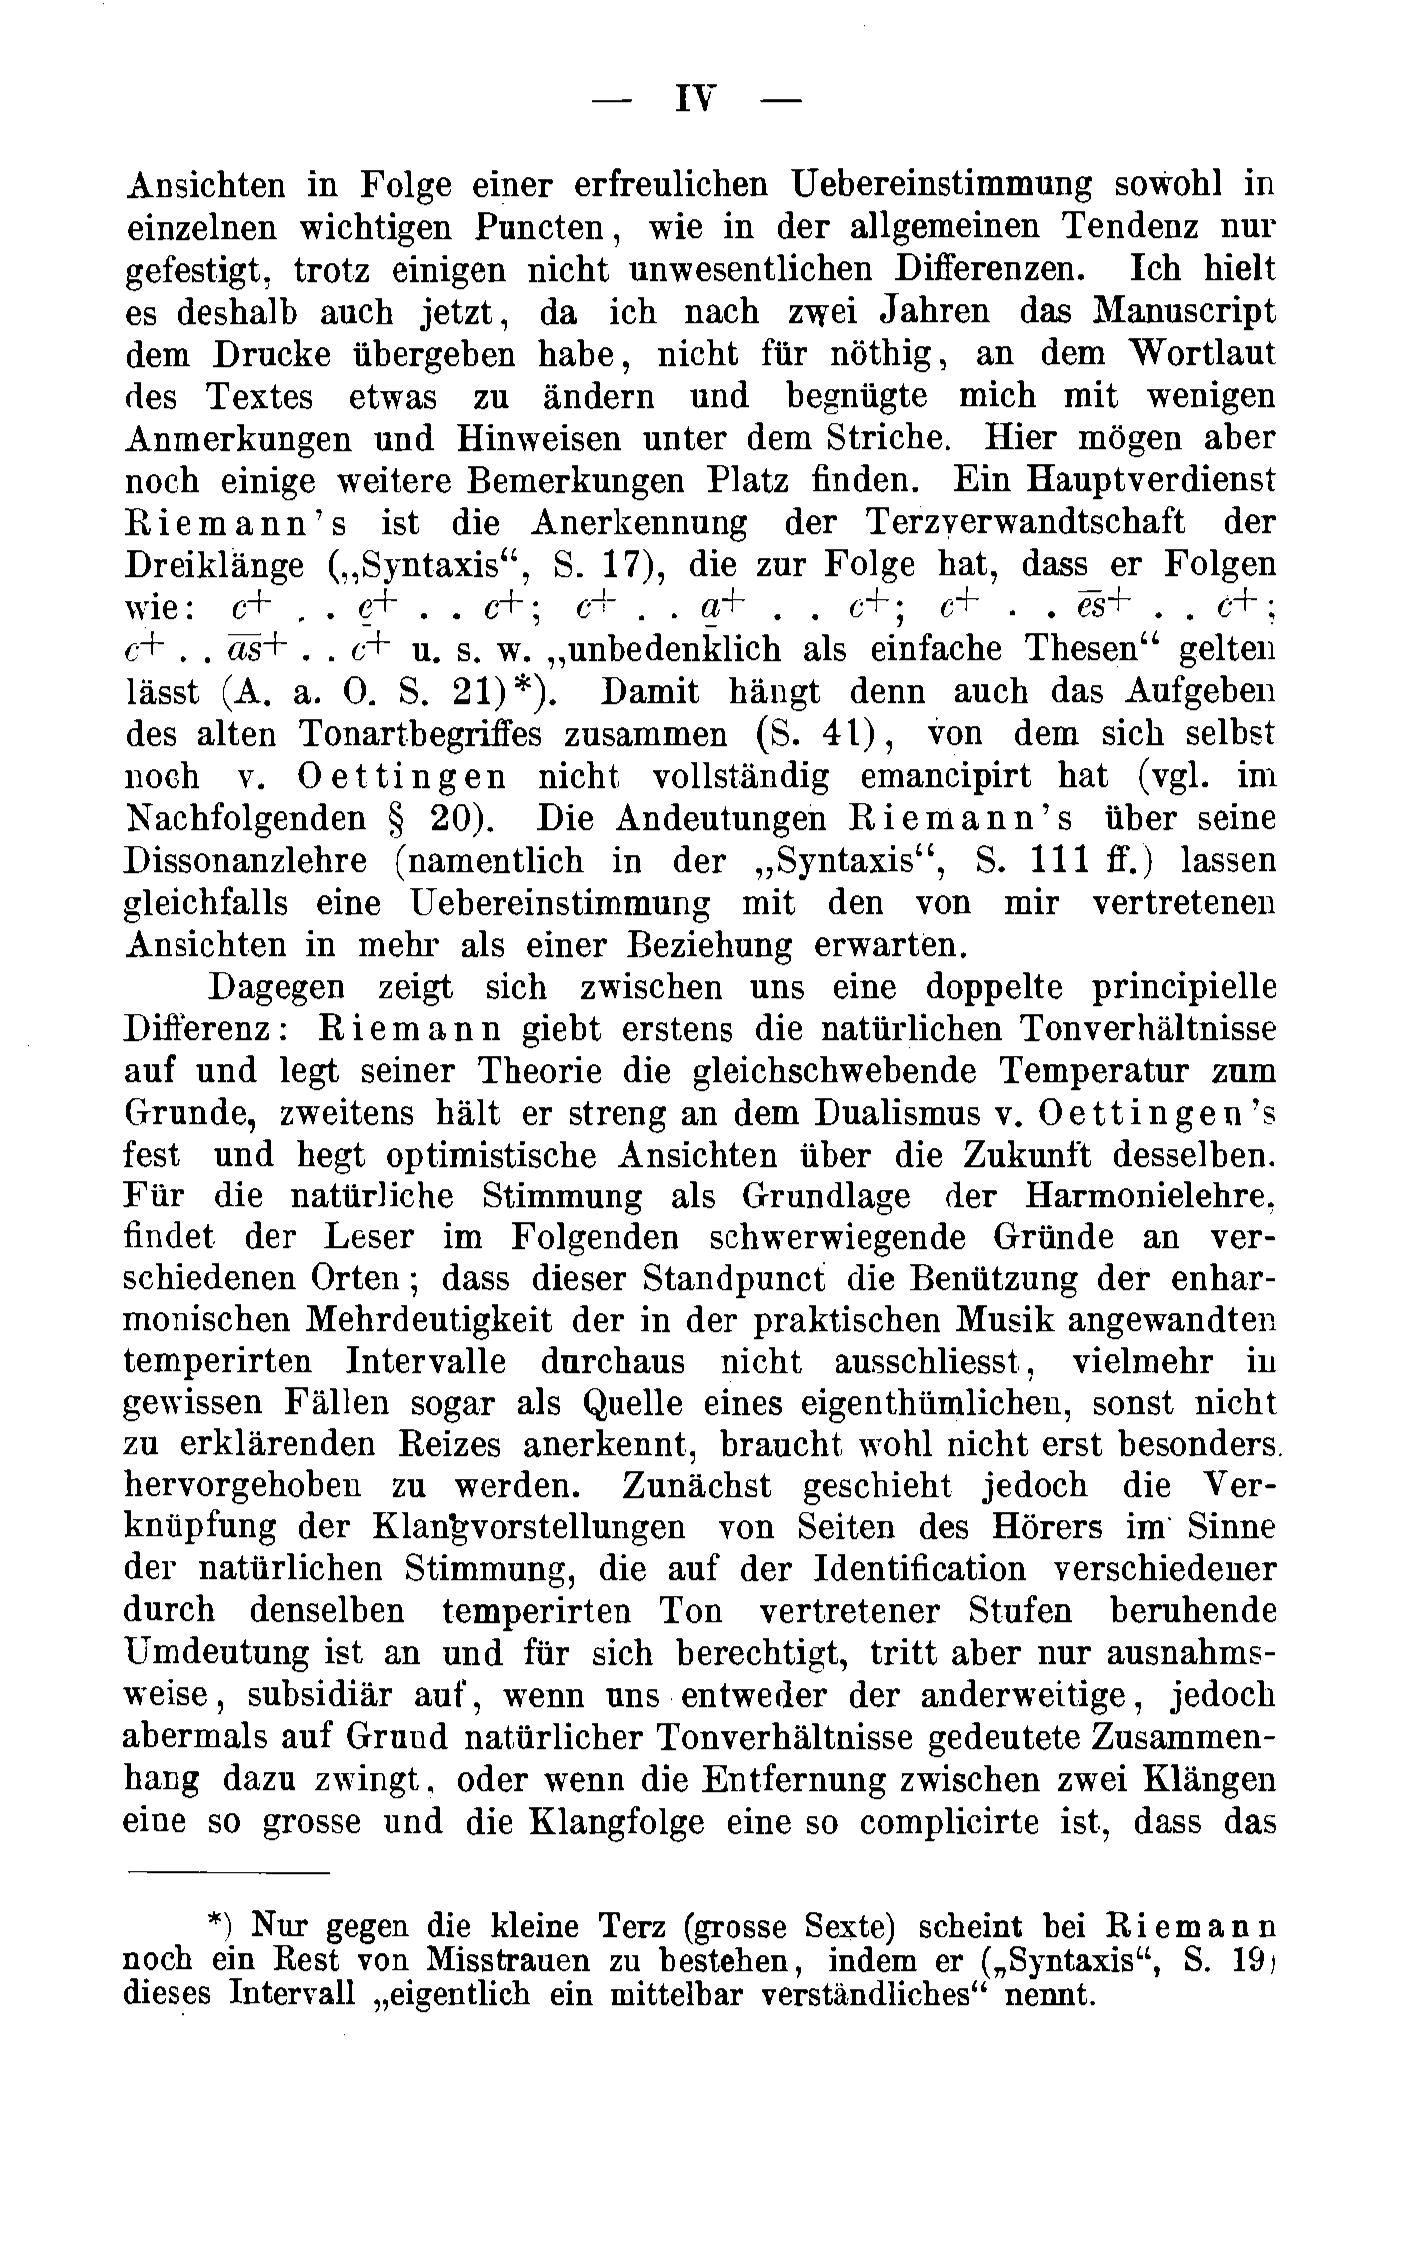 — IV —
Ansichten in Folge einer erfreulichen Uebereinstimmung sowohl in
einzelnen wichtigen Puncten, wie in der allgemeinen Tendenz nur
gefestigt, trotz einigen nicht unwesentlichen Differenzen. Ich hielt
es deshalb auch jetzt, da ich nach zwei Jahren das Manuscript
dem Drucke übergeben habe, nicht für nöthig, an dem Wortlaut
des Textes etwas zu ändern und begnügte mich mit wenigen
Anmerkungen und Hinweisen unter dem Striche. Hier mögen aber
noch einige weitere Bemerkungen Platz finden. Ein Hauptverdienst
Riemann's ist die Anerkennung der Terzverwandtschaft der
Dreiklänge („Syntaxis“, S. 17), die zur Folge hat, dass er Folgen
wie: c+ . . e̲+ . . c+; c+ . . a̲+ . . c+; c+ . . e̅s̅+ . . c+;
c+ . . a̅s̅+ . . c+ u. s. w. „unbedenklich als einfache Thesen“ gelten
lässt (A. a. O. S. 21)*). Damit hängt denn auch das Aufgeben
des alten Tonartbegriffes zusammen (S. 41), von dem sich selbst
noch v. Oettingen nicht vollständig emancipirt hat (vgl. im
Nachfolgenden § 20). Die Andeutungen Riemann's über seine
Dissonanzlehre (namentlich in der „Syntaxis“, S. 111 ff.) lassen
gleichfalls eine Uebereinstimmung mit den von mir vertretenen
Ansichten in mehr als einer Beziehung erwarten.
Dagegen zeigt sich zwischen uns eine doppelte principielle
Differenz: Riemann giebt erstens die natürlichen Tonverhältnisse
auf und legt seiner Theorie die gleichschwebende Temperatur zum
Grunde, zweitens hält er streng an dem Dualismus v. Oettingen's
fest und hegt optimistische Ansichten über die Zukunft desselben.
Für die natürliche Stimmung als Grundlage der Harmonielehre,
findet der Leser im Folgenden schwerwiegende Gründe an ver-
schiedenen Orten; dass dieser Standpunct die Benützung der enhar-
monischen Mehrdeutigkeit der in der praktischen Musik angewandten
temperirten Intervalle durchaus nicht ausschliesst, vielmehr in
gewissen Fällen sogar als Quelle eines eigenthümlichen, sonst nicht
zu erklärenden Reizes anerkennt, braucht wohl nicht erst besonders
hervorgehoben zu werden. Zunächst geschieht jedoch die Ver-
knüpfung der Klangvorstellungen von Seiten des Hörers im Sinne
der natürlichen Stimmung, die auf der Identification verschiedener
durch denselben temperirten Ton vertretener Stufen beruhende
Umdeutung ist an und für sich berechtigt, tritt aber nur ausnahms-
weise, subsidiär auf, wenn uns entweder der anderweitige, jedoch
abermals auf Grund natürlicher Tonverhältnisse gedeutete Zusammen-
hang dazu zwingt, oder wenn die Entfernung zwischen zwei Klängen
eine so grosse und die Klangfolge eine so complicirte ist, dass das
*) Nur gegen die kleine Terz (grosse Sexte) scheint bei Riemann
noch ein Rest von Misstrauen zu bestehen, indem er („Syntaxis“, S. 19)
dieses Intervall „eigentlich ein mittelbar verständliches“ nennt.